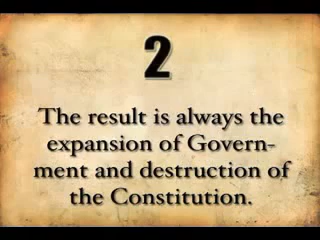 2
The result is always the
expansion of Govern-
ment and destruction of
the Constitution.